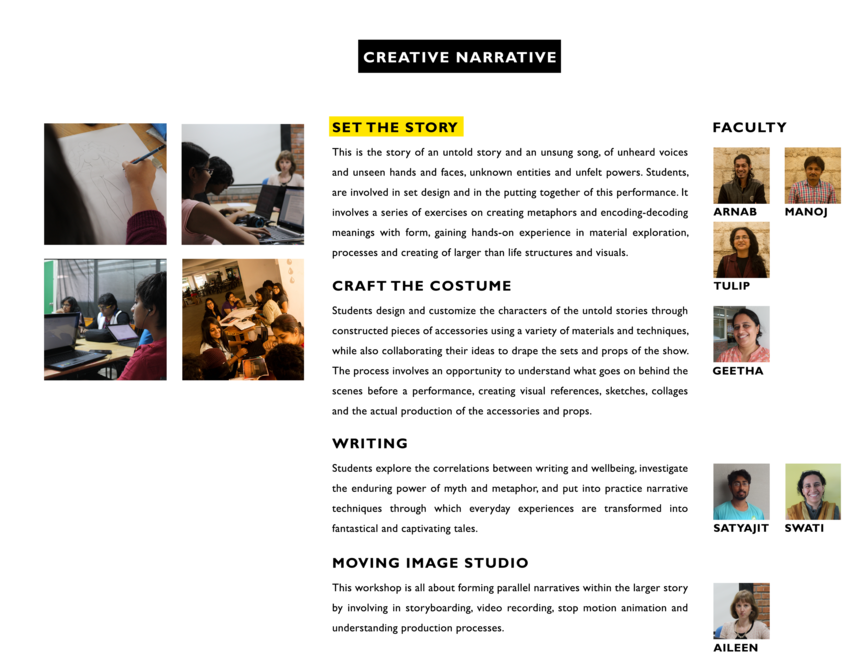 CREATIVE NARRATIVE
SET THE STORY
This is the story of an untold story and an unsung song, of unheard voices
and unseen hands and faces, unknown entities and unfelt powers. Students,
are involved in set design and in the putting together of this performance. It
involves a series of exercises on creating metaphors and encoding-decoding
meanings with form, gaining hands-on experience in material exploration,
processes and creating of larger than life structures and visuals.
CRAFT THE COSTUME
Students design and customize the characters of the untold stories through
constructed pieces of accessories using a variety of materials and techniques,
while also collaborating their ideas to drape the sets and props of the show.
The process involves an opportunity to understand what goes on behind the
scenes before a performance, creating visual references, sketches, collages
and the actual production of the accessories and props.
WRITING
Students explore the correlations between writing and wellbeing, investigate
the enduring power of myth and metaphor, and put into practice narrative
techniques through which everyday experiences are transformed into
fantastical and captivating tales.
MOVING IMAGE STUDIO
This workshop is all about forming parallel narratives within the larger story
by involving in storyboarding, video recording, stop motion animation and
understanding production processes.
FACULTY
ARNAB
MANOJ
TULIP
GEETHA
SATYAJIT
SWATI
AILEEN